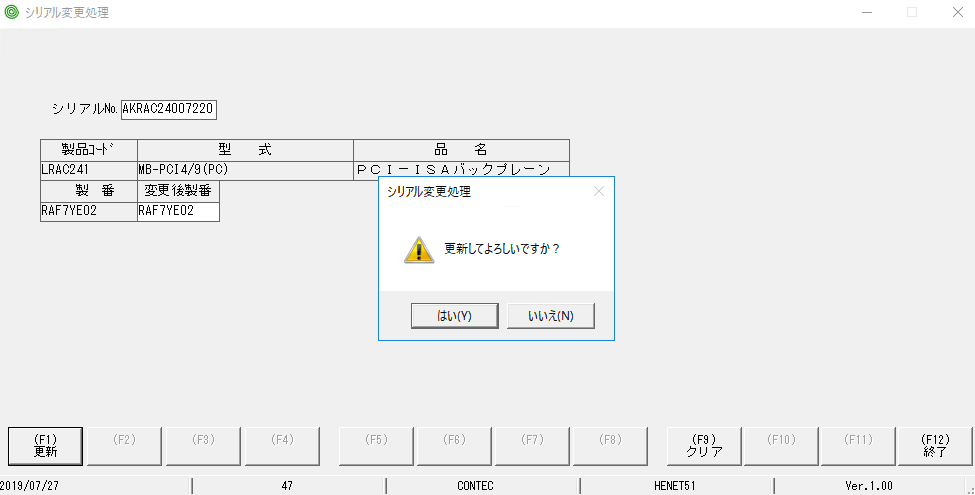 シリアル変更処理
シリアルNo. AKRAC24007220
製品ｺｰﾄﾞ 型　式 品　名
LRAC241 MB-PCI4/9(PC) ＰＣＩ－ＩＳＡバックプレーン
製　番 変更後製番
RAF7YE02 RAF7YE02
シリアル変更処理
更新してよろしいですか？
はい(Y) いいえ(N)
(F1) (F2) (F3) (F4) (F5) (F6) (F7) (F8) (F9) (F10) (F11) (F12)
更新 クリア 終了
2019/07/27 47 CONTEC HENET51 Ver.1.00